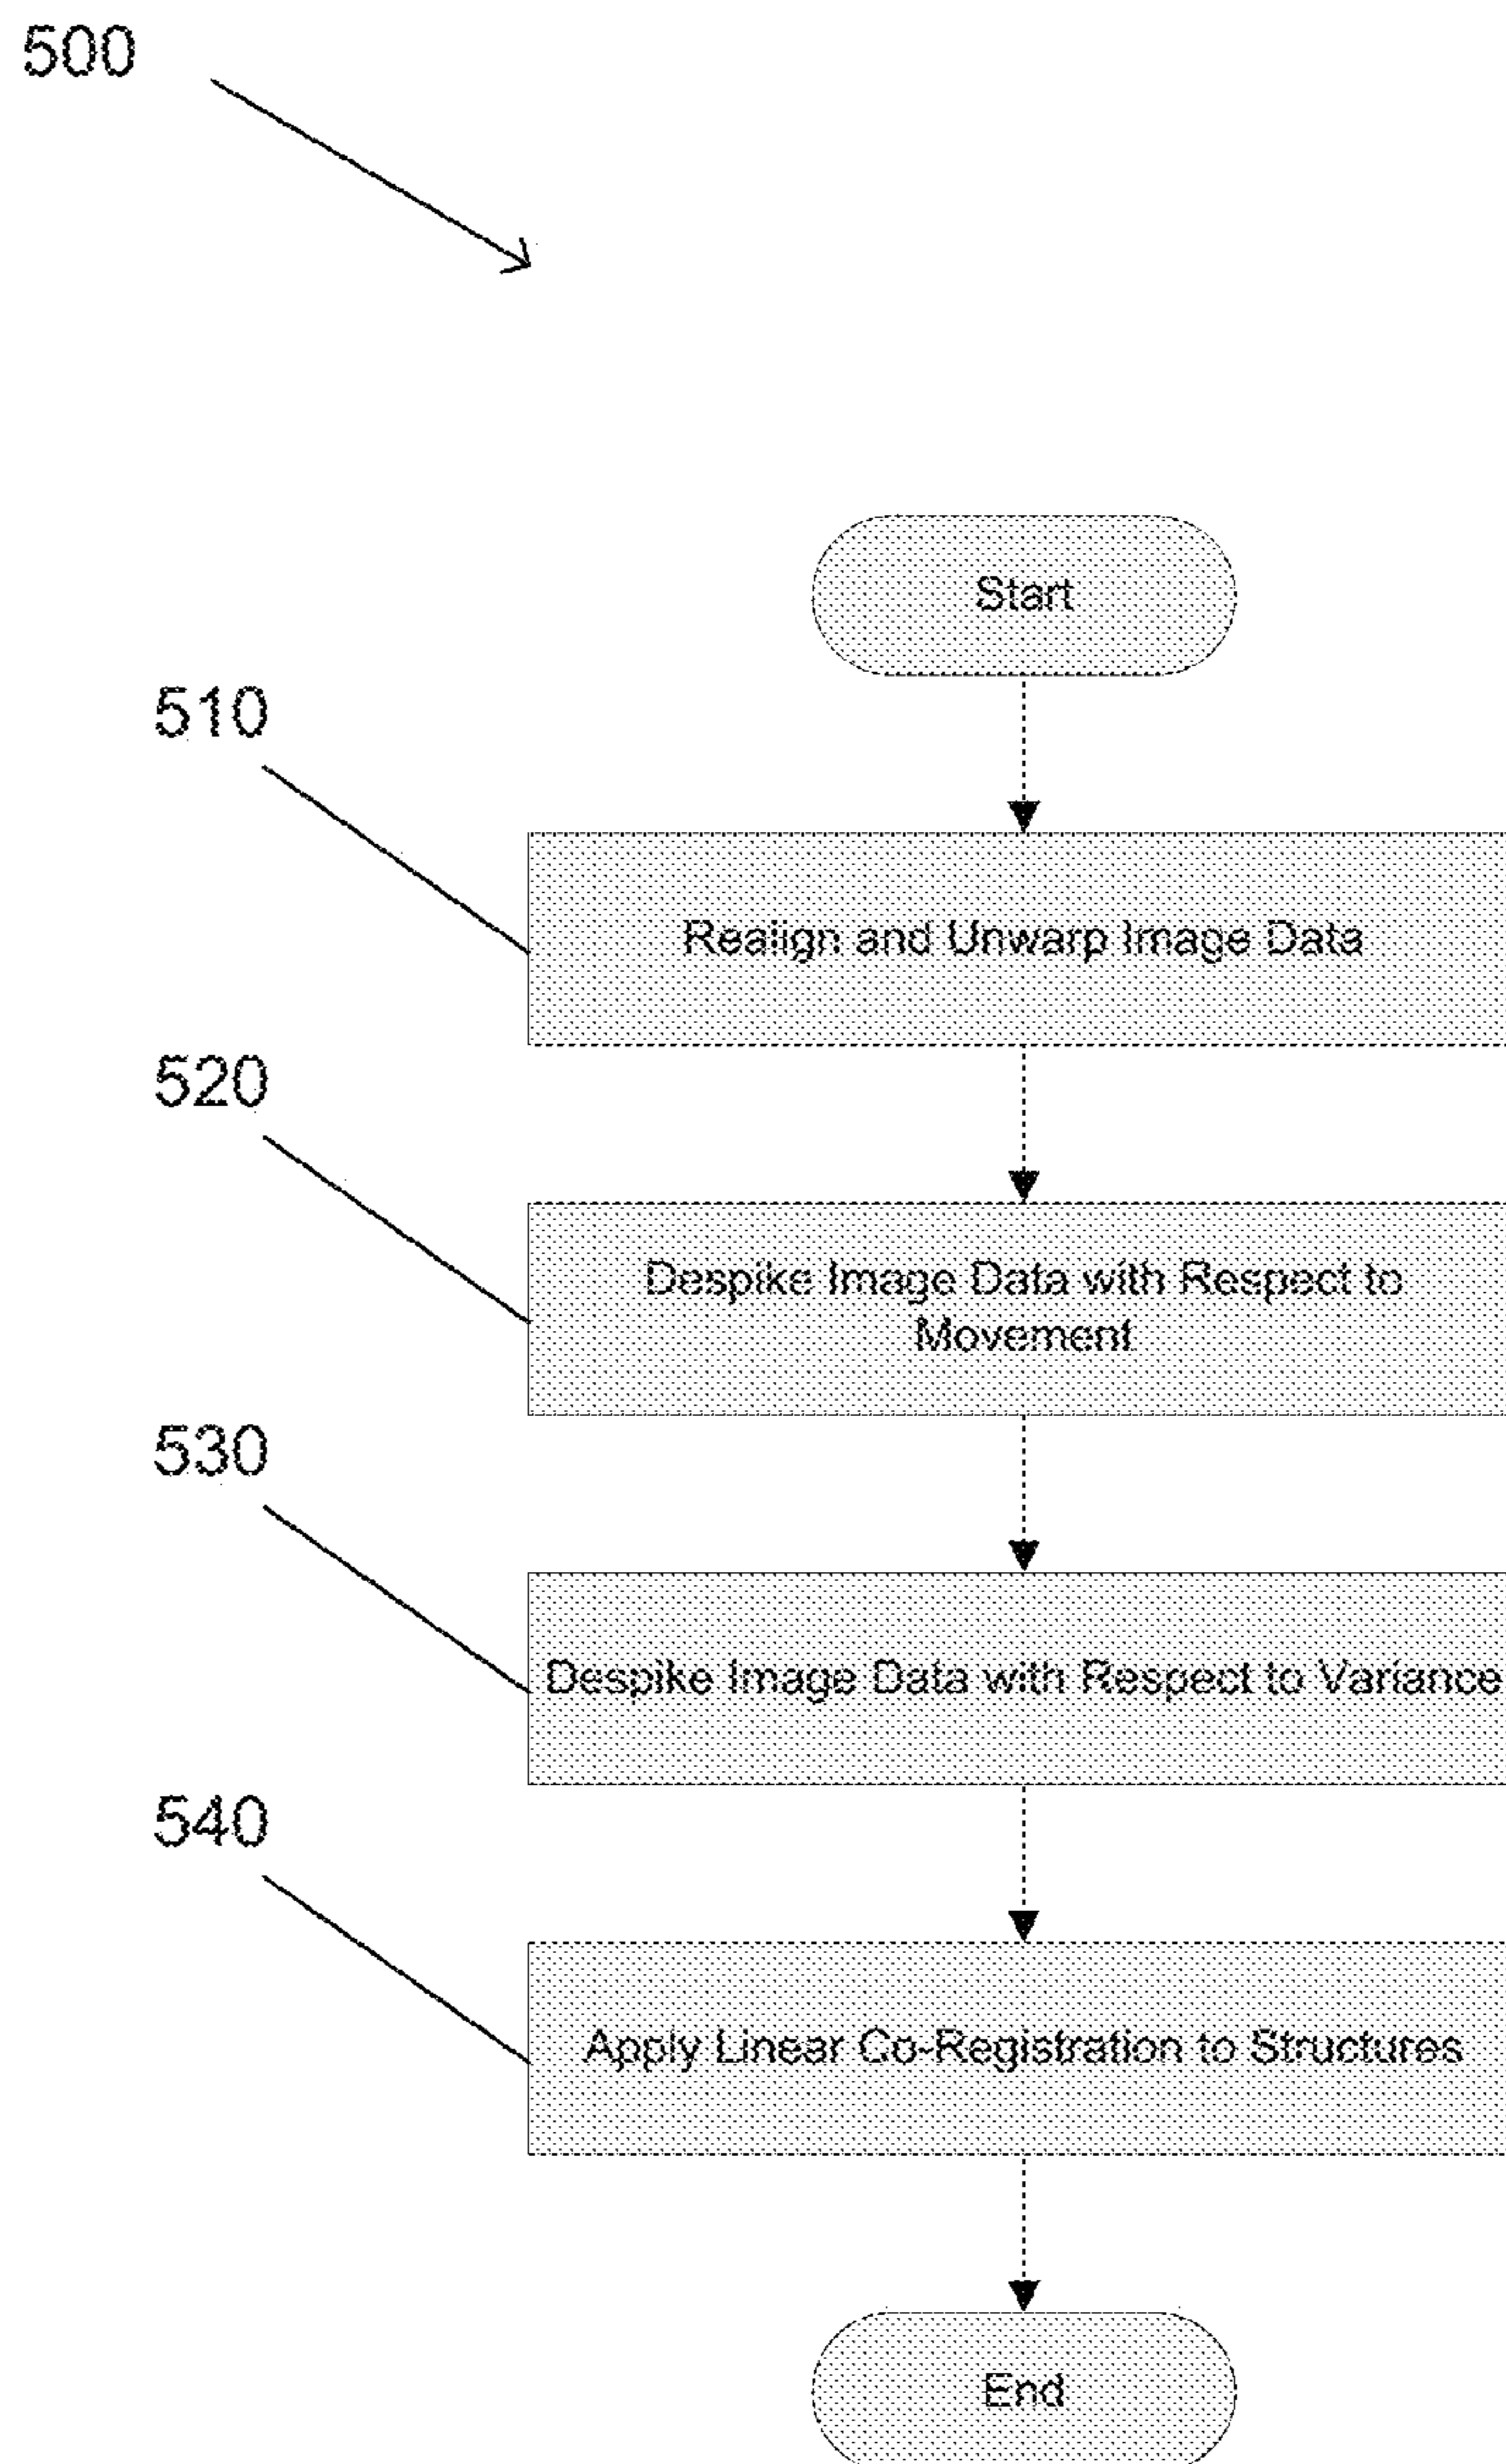 500
Start
510
Realign and Unwarp Image Data
520
Despike Image Data with Respect to
Movement
530
Despike Image Data with Respect to Variance
540
Apply Linear Co-Registration to Structures
End